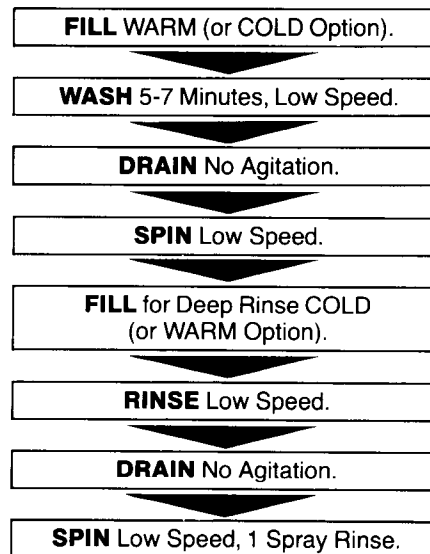 FILL WARM (or COLD Option).
WASH 5-7 Minutes, Low Speed.
DRAIN No Agitation.
SPIN Low Speed.
FILL for Deep Rinse COLD
(or WARM Option).
RINSE Low Speed.
DRAIN No Agitation.
SPIN Low Speed, 1 Spray Rinse.